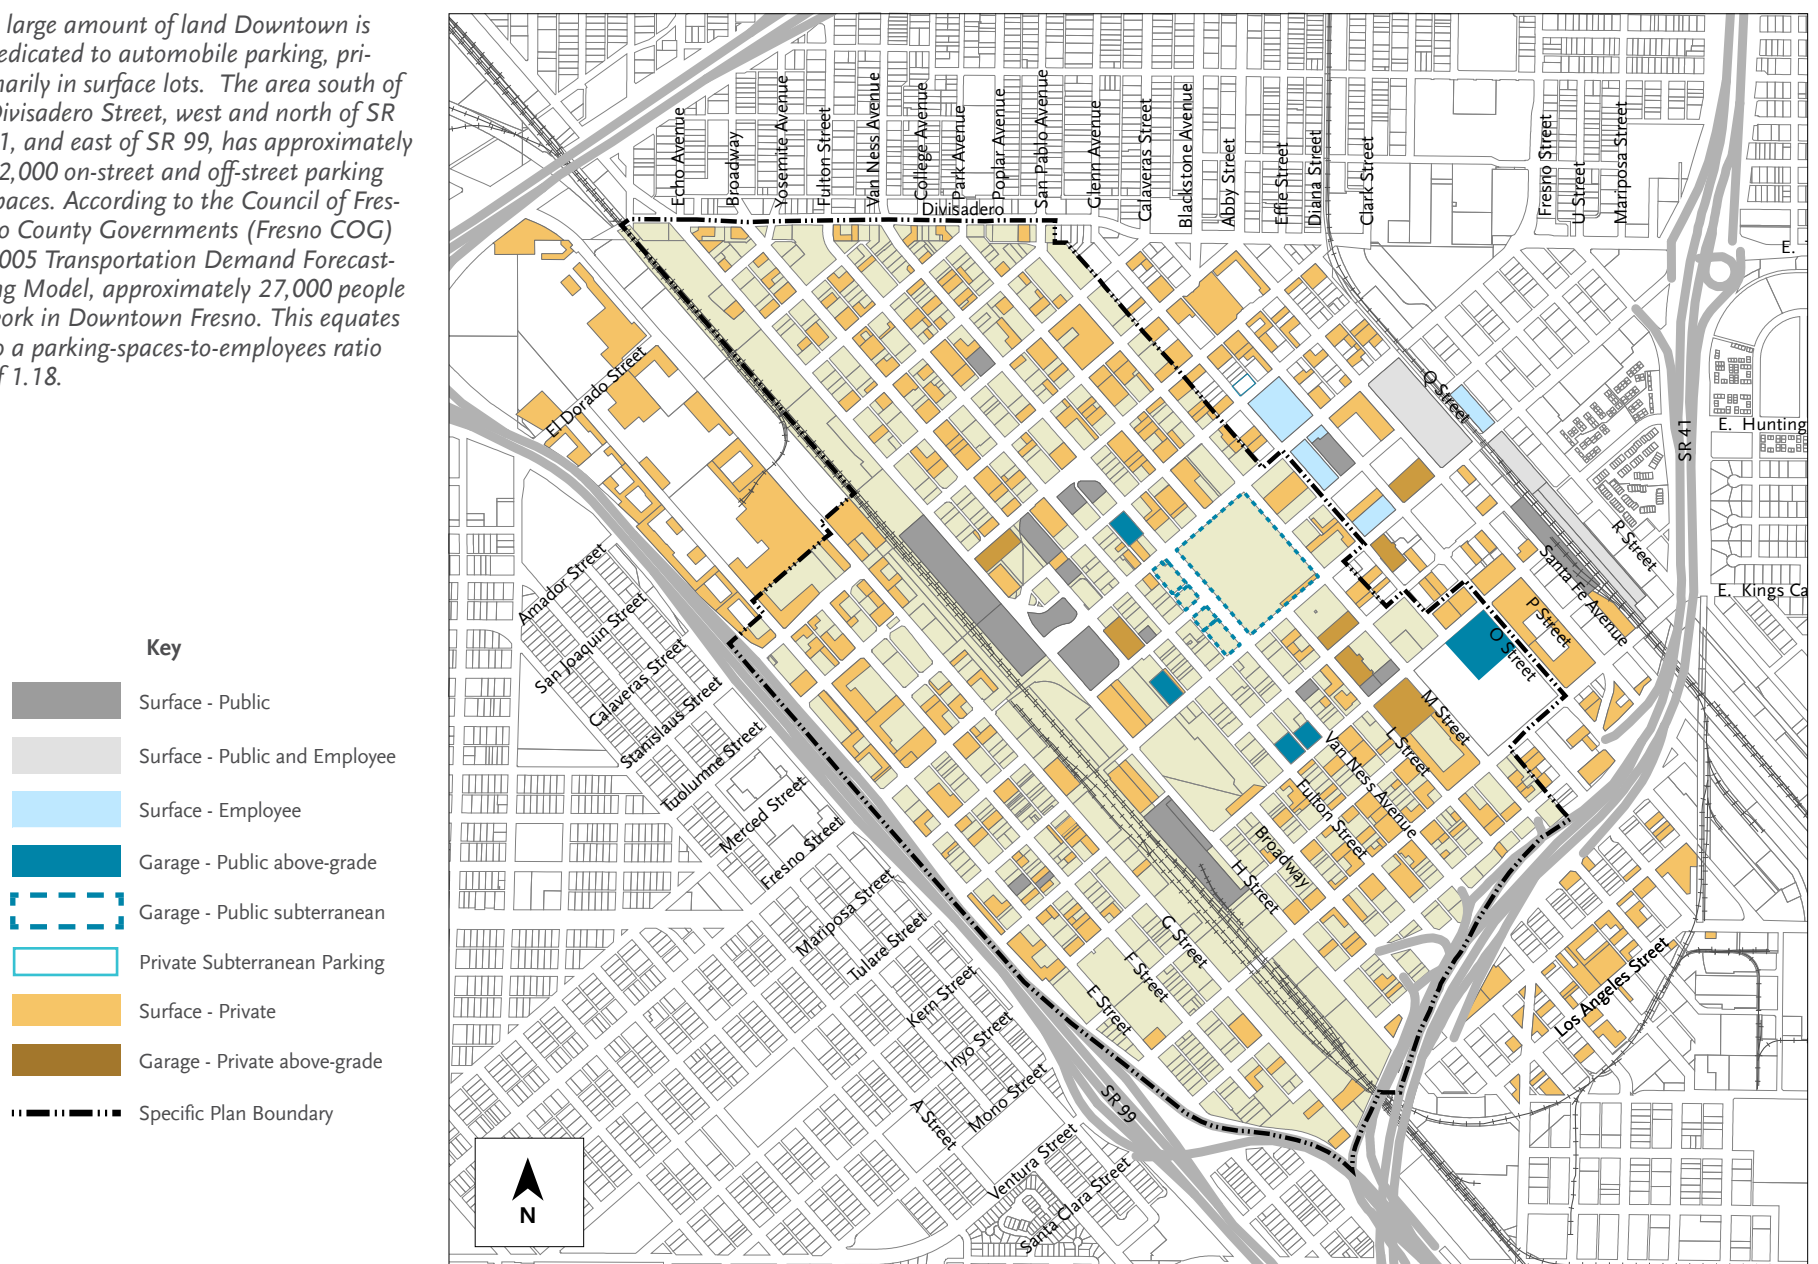 large amount of land Downtown is
edicated to automobile parking, pri-
narily in surface lots. The area south of
Divisadero Street, west and north of SR
1, and east of SR 99, has approximately
2,000 on-street and off-street parking
paces. According to the Council of Fres-
o County Governments (Fresno COG)
005 Transportation Demand Forecast-
ng Model, approximately 27,000 people
work in Downtown Fresno. This equates
o a parking-spaces-to-employees ratio
f 1.18.
Key
Surface - Public
Surface - Public and Employee
Surface - Employee
Garage - Public above-grade
Garage - Public subterranean
Private Subterranean Parking
Surface - Private
Garage - Private above-grade
Specific Plan Boundary
N
Echo Avenue
Broadway
Yosemite Avenue
Fulton Street
Van Ness Avenue
College Avenue
Park Avenue
Poplar Avenue
San Pablo Avenue
Glenn Avenue
Calaveras Street
Blackstone Avenue
Abby Street
Effie Street
Diana Street
Clark Street
Fresno Street
U Street
Mariposa Street
Divisadero
E.
El Dorado Street
Q Street
SR 41
E. Hunting
R Street
Santa Fe Avenue
E. Kings Ca
P Street
O Street
Amador Street
San Joaquin Street
Calaveras Street
Stanislaus Street
Tuolumne Street
Merced Street
Fresno Street
Mariposa Street
Tulare Street
Kern Street
Inyo Street
Mono Street
Ventura Street
Santa Clara Street
M Street
L Street
Van Ness Avenue
Fulton Street
Broadway
H Street
G Street
F Street
E Street
A Street
SR 99
Los Angeles Street